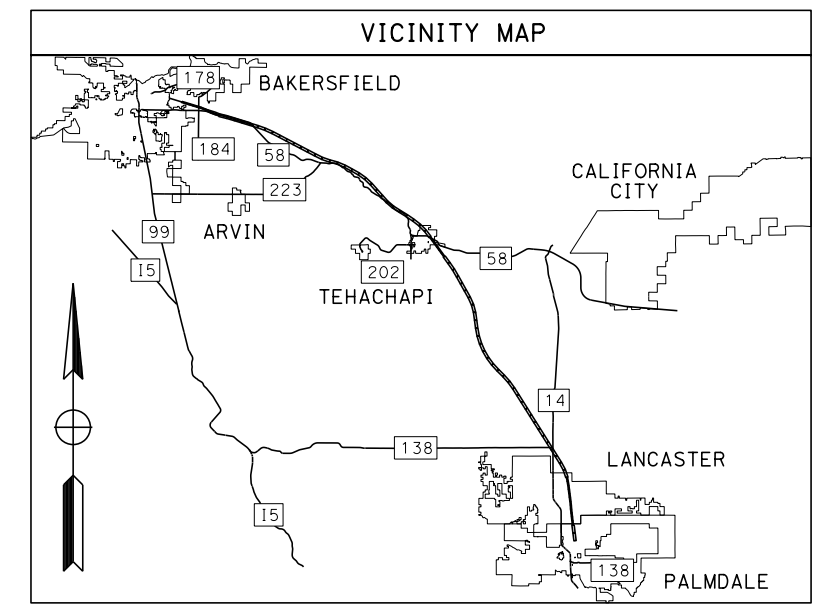 VICINITY MAP
178
BAKERSFIELD
184
58
CALIFORNIA
CITY
223
99
ARVIN
I5
58
202
TEHACHAPI
14
138
LANCASTER
I5
138
PALMDALE